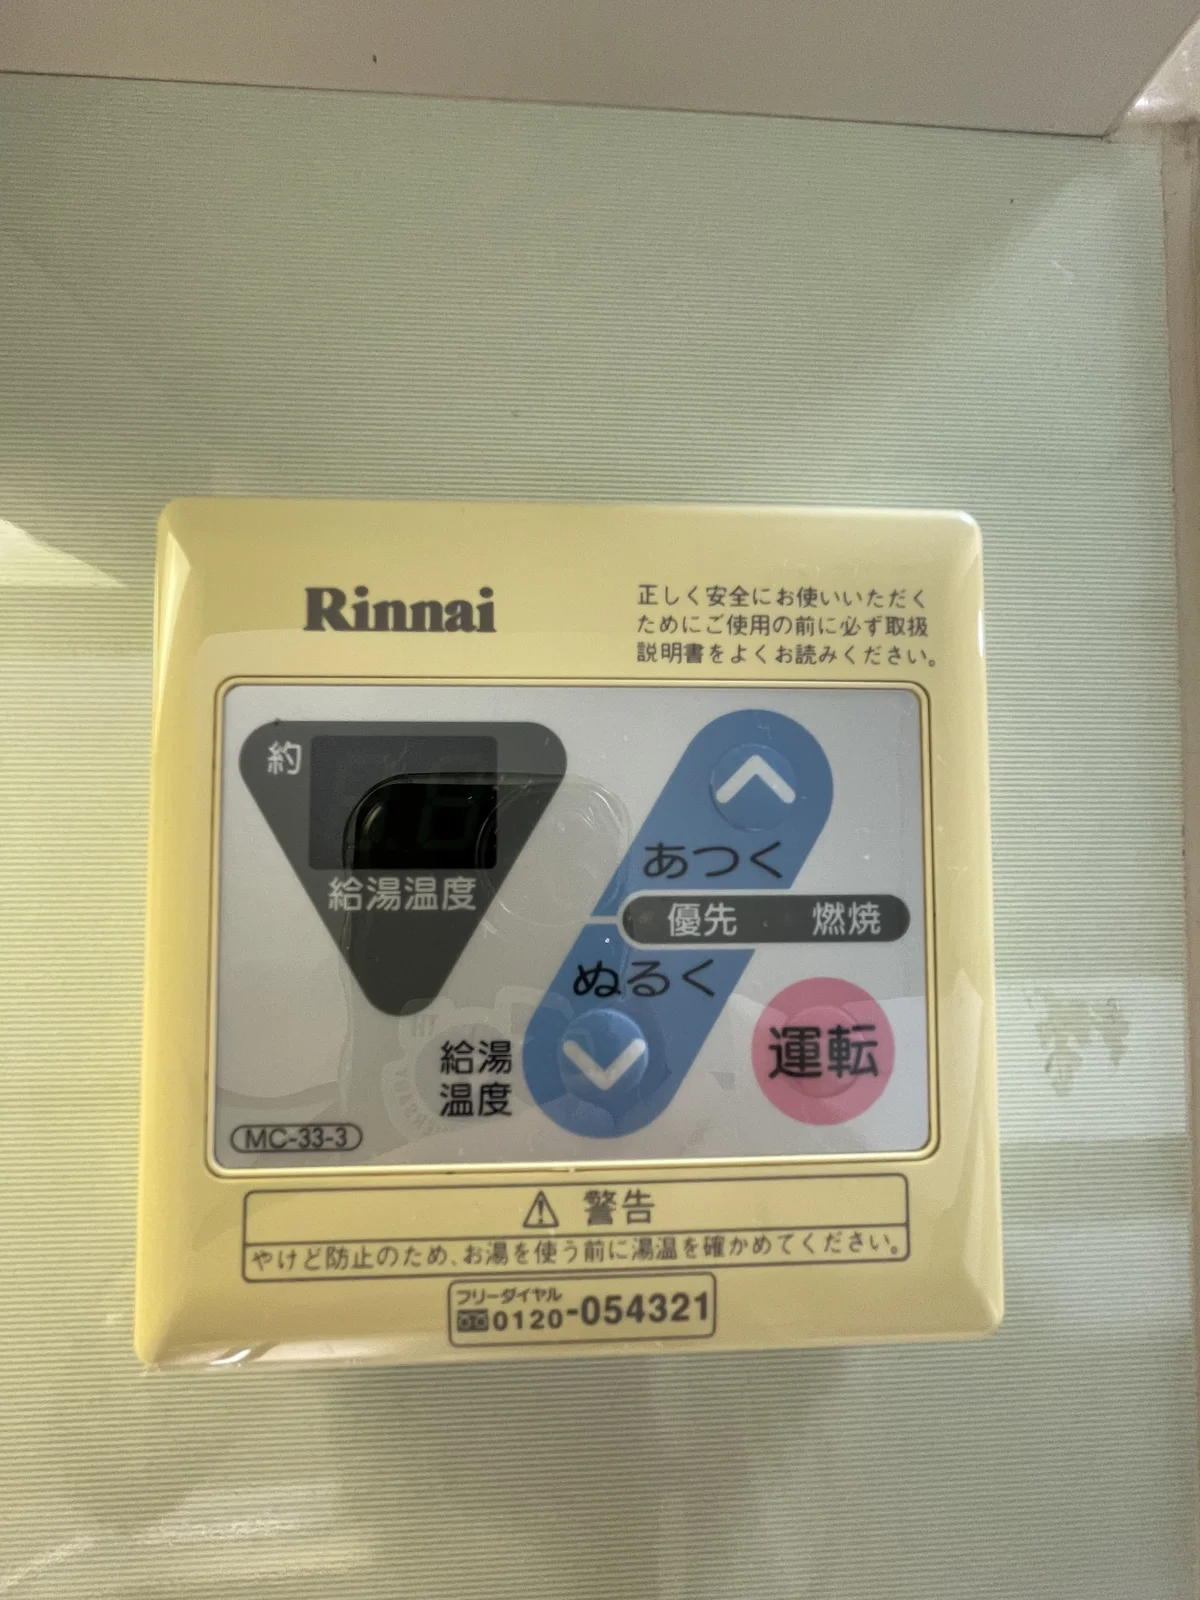 Rinnai
正しく安全にお使いいただく
ためにご使用の前に必ず取扱
説明書をよくお読みください。
約
給湯温度
あつく
優先 燃焼
ぬるく
給湯
温度
運転
MC-33-3
警告
やけど防止のため、お湯を使う前に湯温を確かめてください。
フリーダイヤル
0120-054321